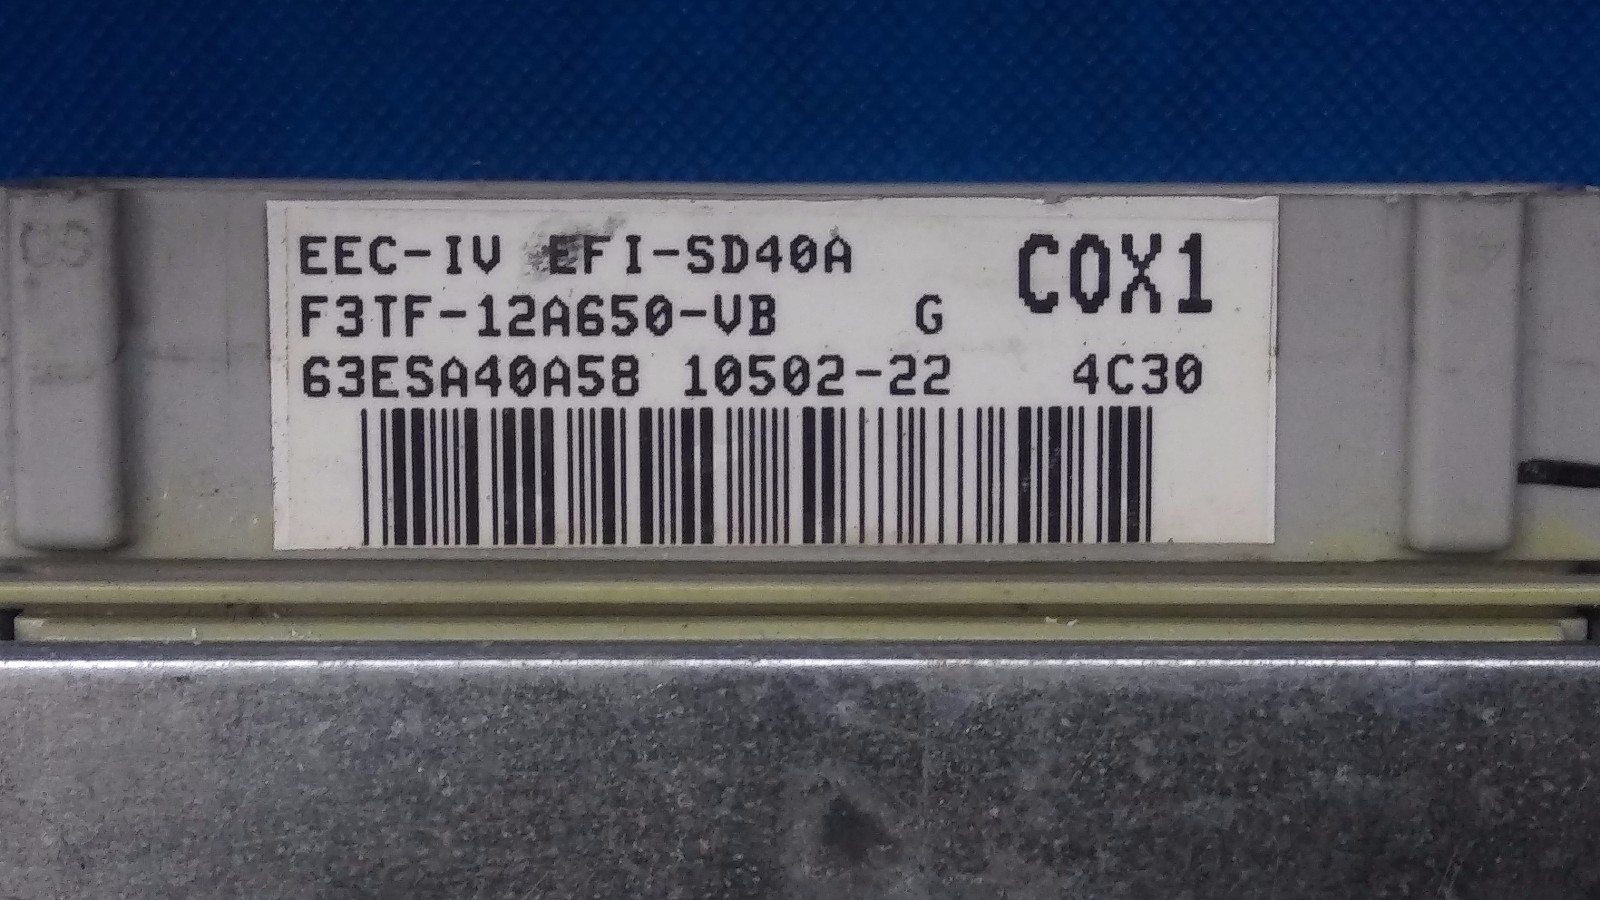 EEC-IV EFI-SD40A COX1
F3TF-12A650-VB G
63ESA40A58 10502-22 4C30